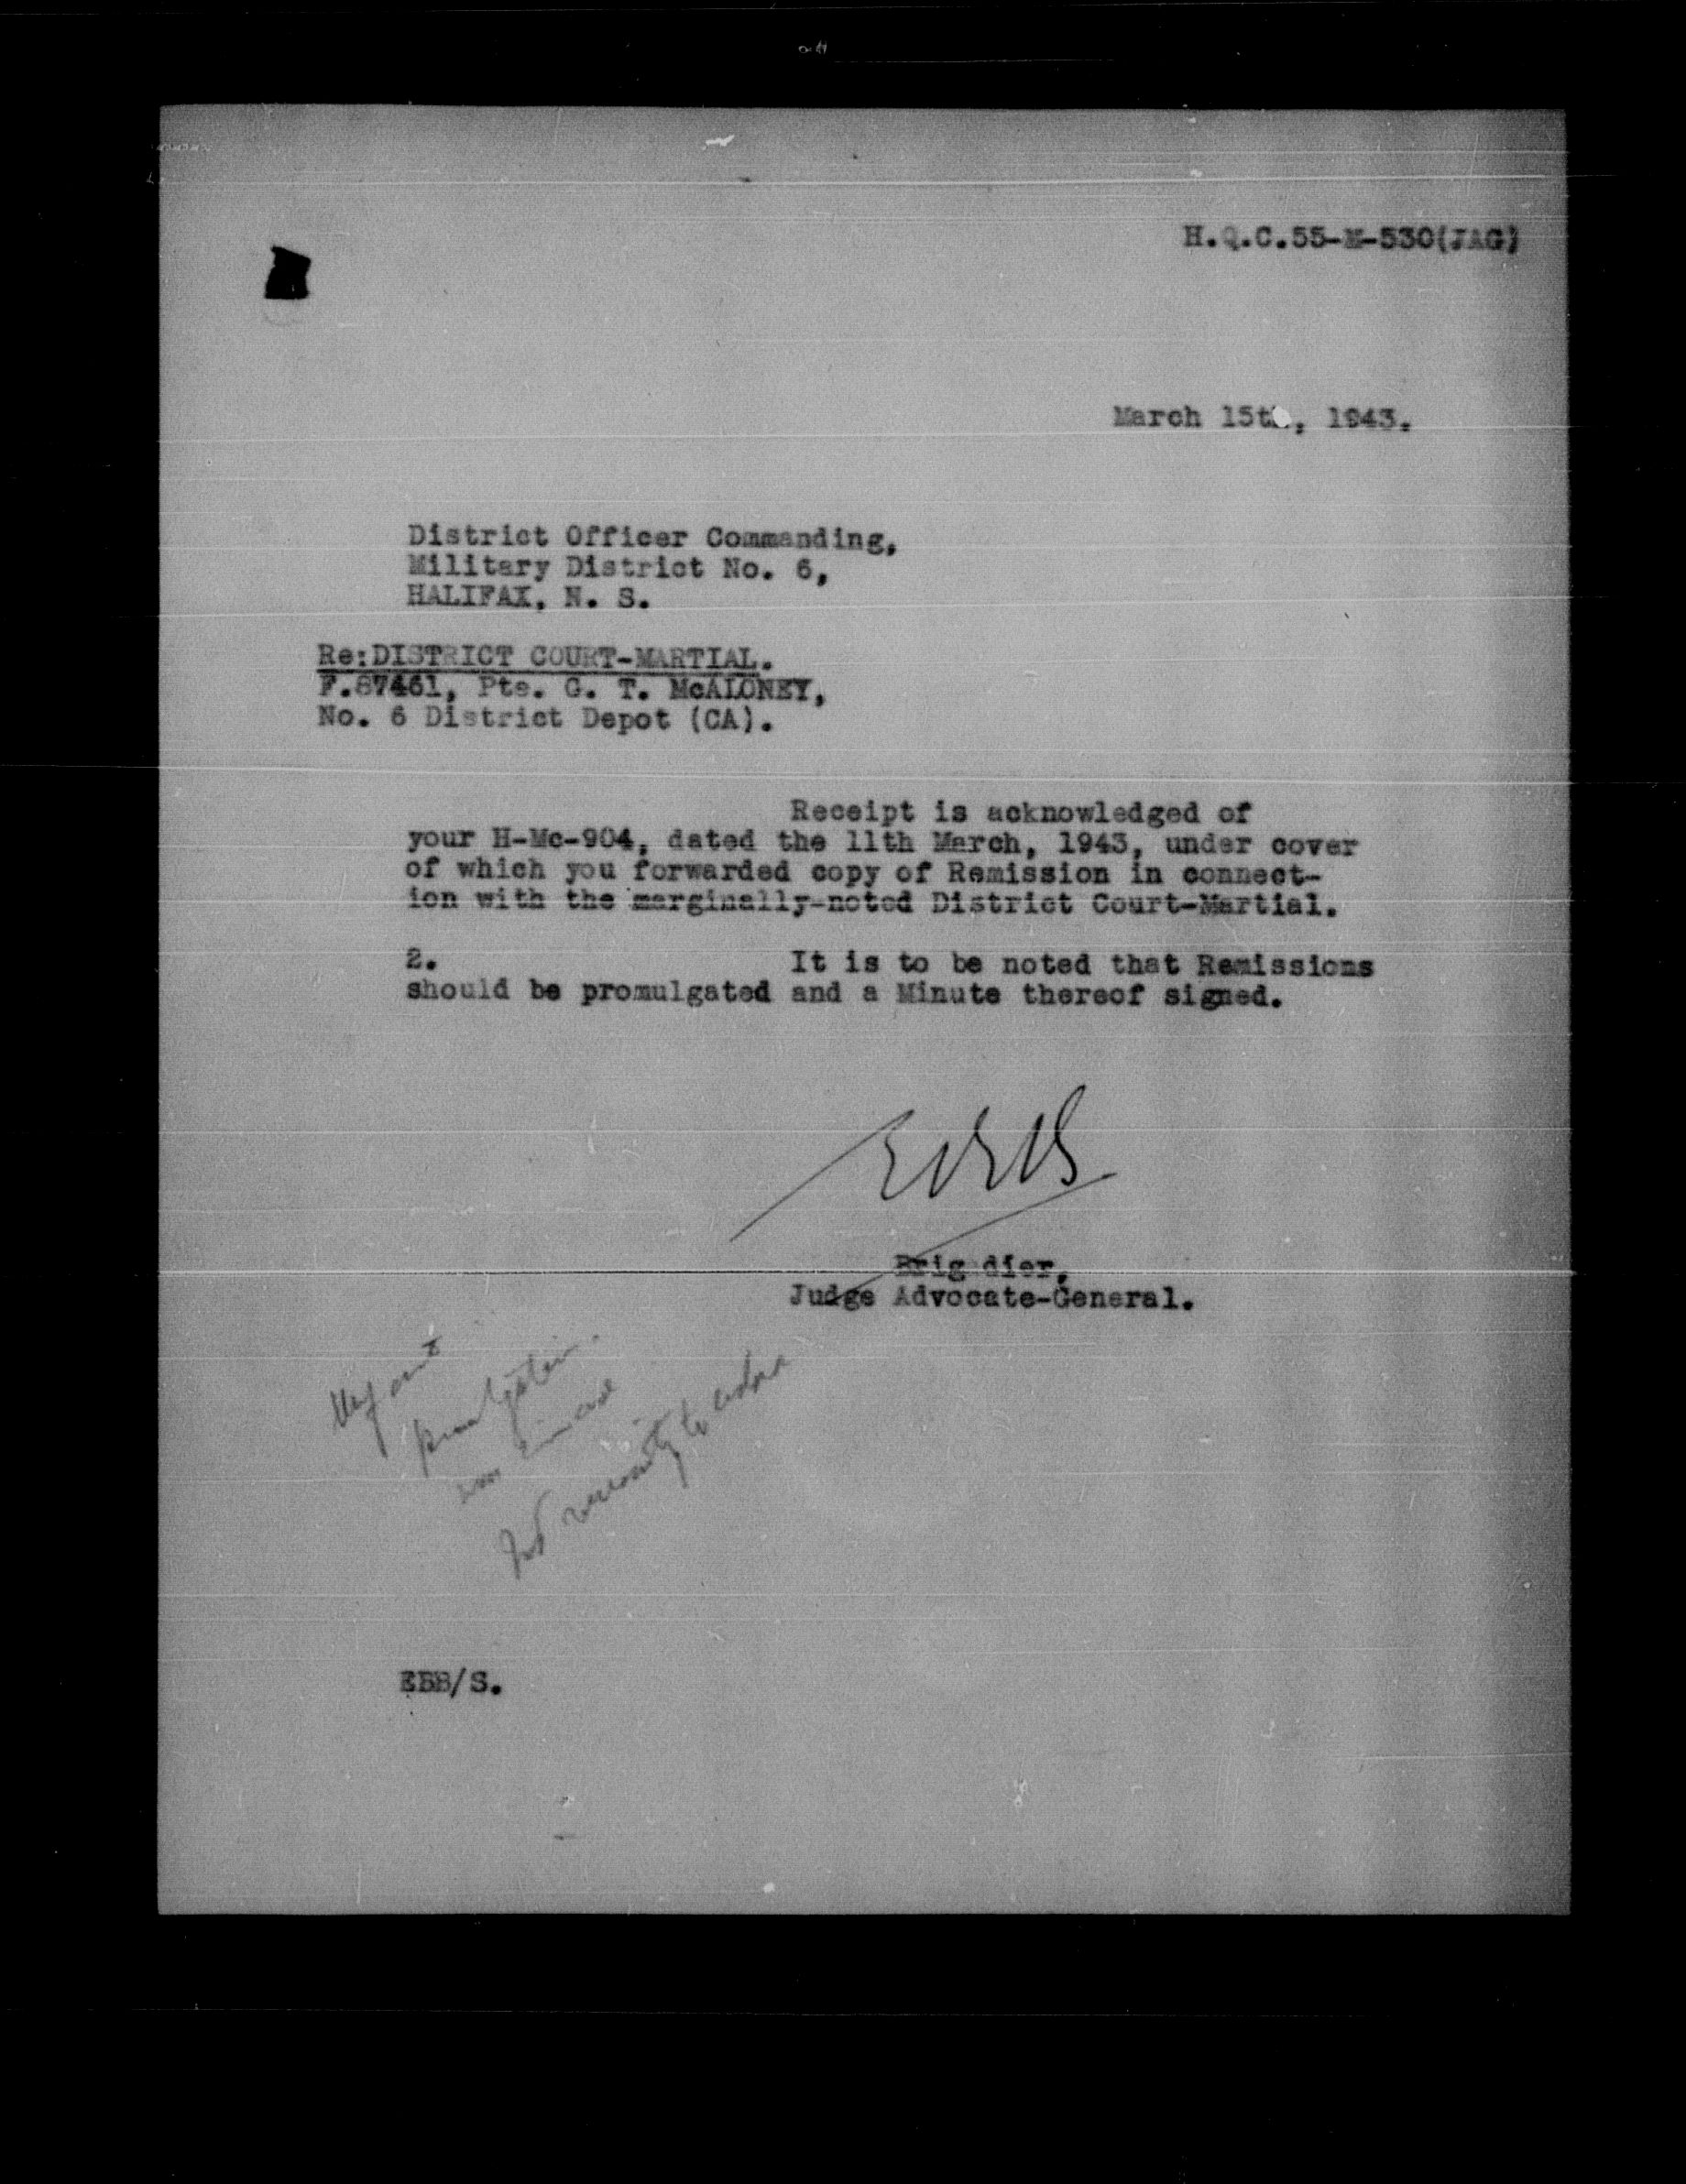 H.Q.C.55-M-530(JAG)
March 15th, 1943.
District Officer Commanding,
Military District No. 6,
HALIFAX, N. S.
Re:DISTRICT COURT-MARTIAL.
F.87461, Pte. G. T. McALONEY,
No. 6 District Depot (CA).
Receipt is acknowledged of
your H-Mc-904, dated the 11th March, 1943, under cover
of which you forwarded copy of Remission in connect-
ion with the marginally-noted District Court-Martial.
2. It is to be noted that Remissions
should be promulgated and a Minute thereof signed.
Brigadier,
Judge Advocate-General.
EBB/S.